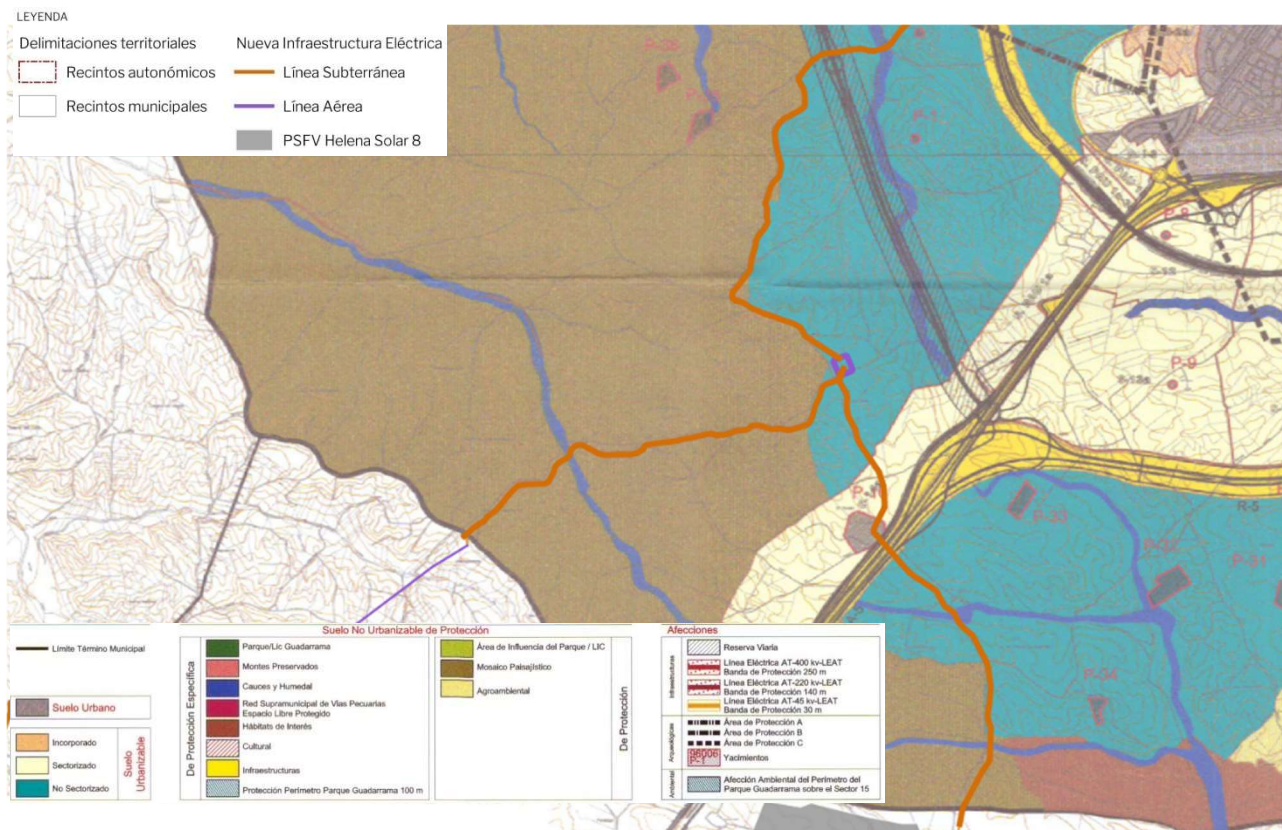 LEYENDA
Delimitaciones territoriales
Recintos autonómicos
Recintos municipales
Nueva Infraestructura Eléctrica
Línea Subterránea
Línea Aérea
PSFV Helena Solar 8
P-1
P-8
P-9
P-33
R-5
P-32
P-31
P-34
Límite Término Municipal
Suelo Urbano
Incorporado
Sectorizado
No Sectorizado
Suelo Urbanizable
Suelo No Urbanizable de Protección
De Protección Específica
Parque/Lic Guadarrama
Montes Preservados
Cauces y Humedal
Red Supramunicipal de Vías Pecuarias
Espacio Libre Protegido
Hábitats de Interés
Cultural
Infraestructuras
Protección Perímetro Parque Guadarrama 100 m
Área de Influencia del Parque / LIC
Mosaico Paisajístico
Agroambiental
De Protección
Afecciones
Infraestructuras
Reserva Viaria
Línea Eléctrica AT-400 kv-LEAT
Banda de Protección 250 m
Línea Eléctrica AT-220 kv-LEAT
Banda de Protección 140 m
Línea Eléctrica AT-45 kv-LEAT
Banda de Protección 30 m
Arqueológicas
Área de Protección A
Área de Protección B
Área de Protección C
96006
P-1
Yacimientos
Ambiental
Afección Ambiental del Perímetro del
Parque Guadarrama sobre el Sector 15